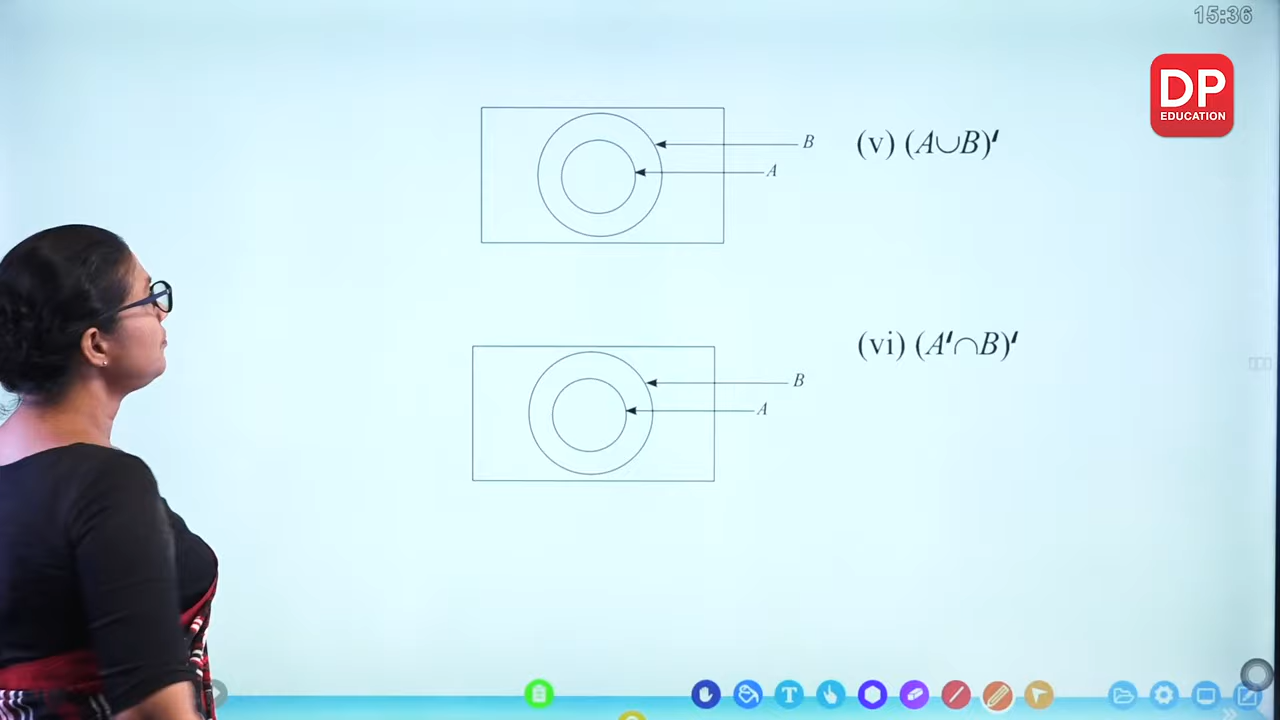 15:36
DP
EDUCATION
B
A
(v) (A∪B)′
B
A
(vi) (A′∩B)′
T